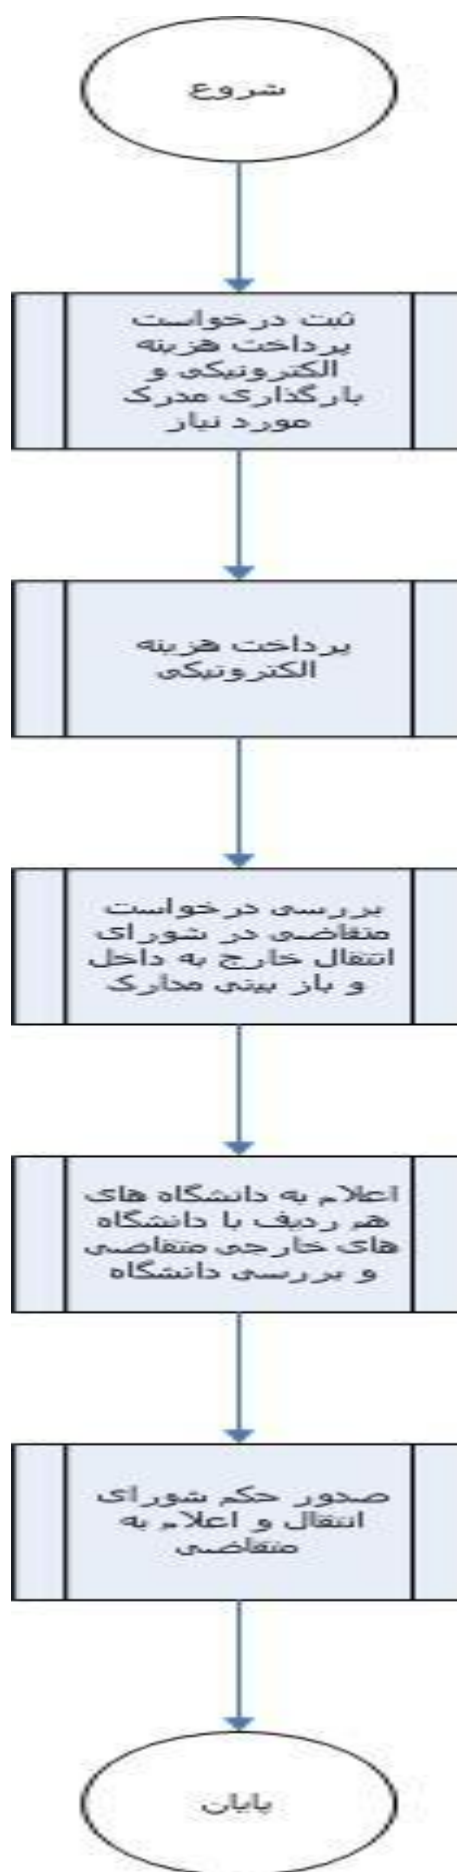 شروع
ثبت درخواست
پرداخت هزینه
الکترونیکی و
بارگذاری مدرک
مورد نیاز
پرداخت هزینه
الکترونیکی
بررسی درخواست
متقاضی در شورای
انتقال خارج به داخل
و باز بینی مدارک
اعلام به دانشگاه های
هم ردیف با دانشگاه
های خارجی متقاضی
و بررسی دانشگاه
صدور حکم شورای
انتقال و اعلام به
متقاضی
پایان